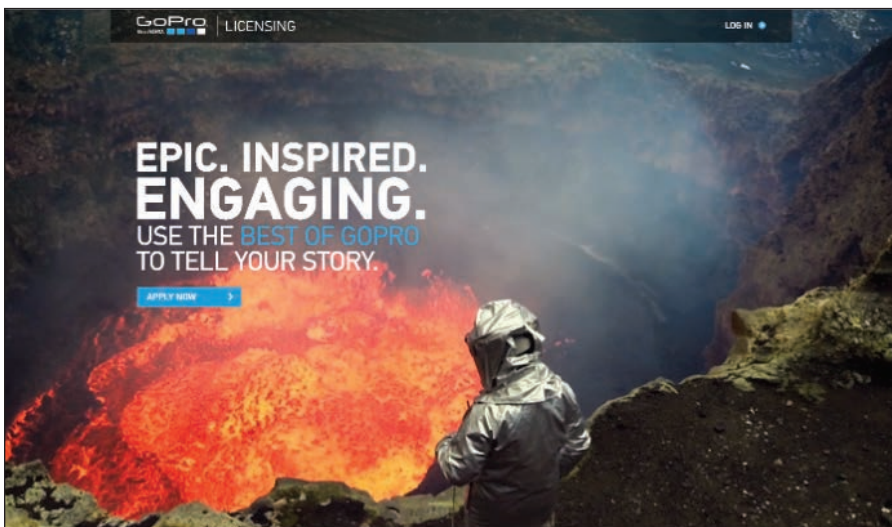 GoPro
LICENSING
LOG IN
EPIC. INSPIRED.
ENGAGING.
USE THE BEST OF GOPRO
TO TELL YOUR STORY.
APPLY NOW